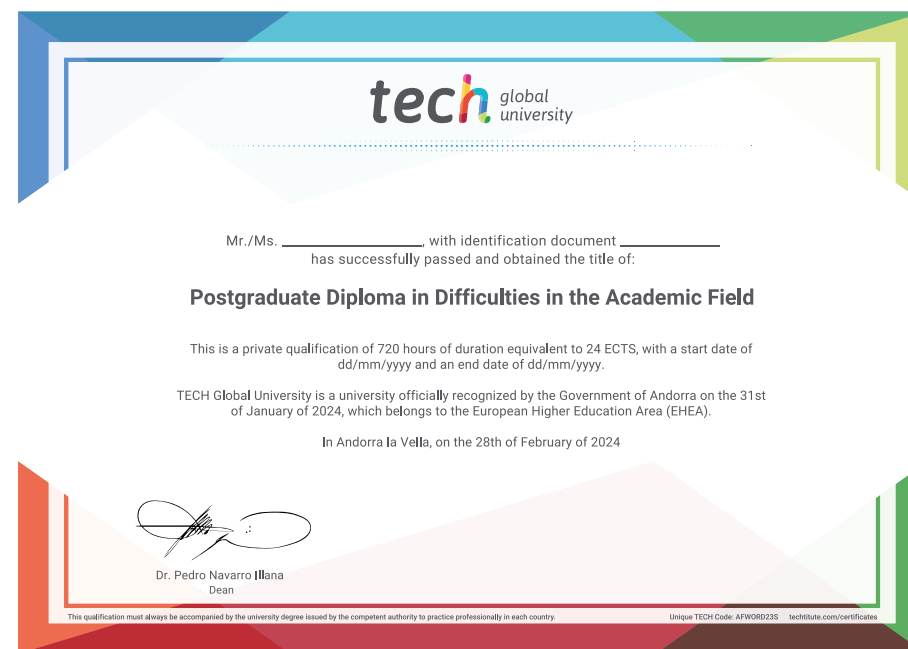 tech global university
Mr./Ms. ____________, with identification document ____________
has successfully passed and obtained the title of:
Postgraduate Diploma in Difficulties in the Academic Field
This is a private qualification of 720 hours of duration equivalent to 24 ECTS, with a start date of
dd/mm/yyyy and an end date of dd/mm/yyyy.
TECH Global University is a university officially recognized by the Government of Andorra on the 31st
of January of 2024, which belongs to the European Higher Education Area (EHEA).
In Andorra la Vella, on the 28th of February of 2024
Dr. Pedro Navarro Illana
Dean
This qualification must always be accompanied by the university degree issued by the competent authority to practice professionally in each country.
Unique TECH Code: AFWORD23S techtitute.com/certificates